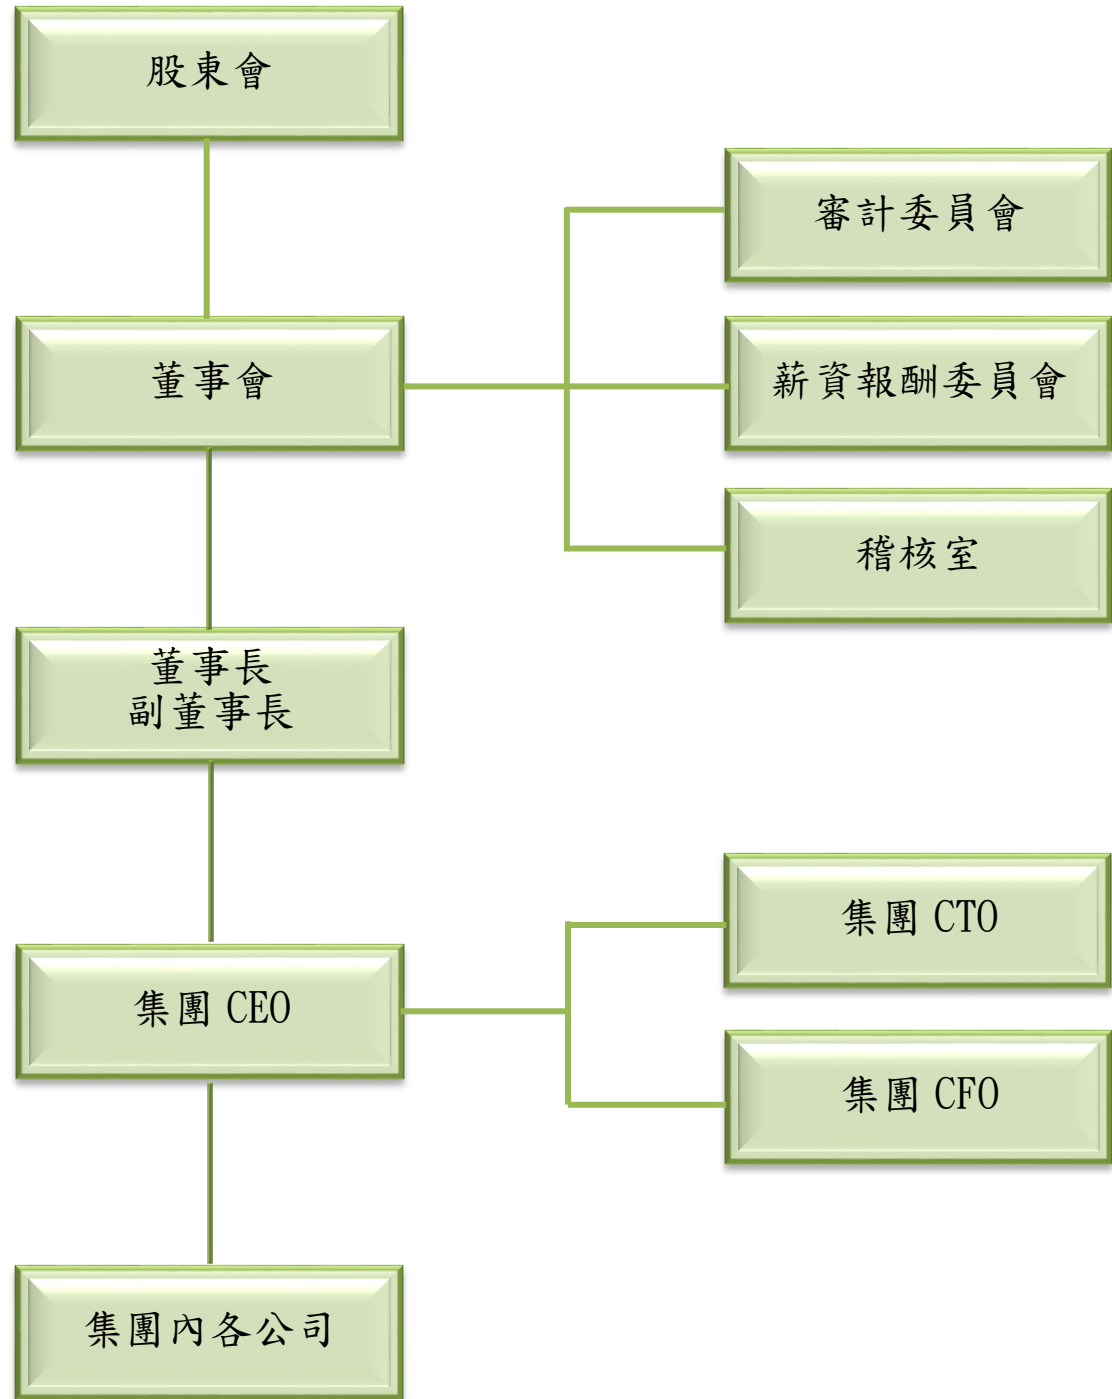 股東會
審計委員會
董事會
薪資報酬委員會
稽核室
董事長
副董事長
集團 CTO
集團 CEO
集團 CFO
集團內各公司